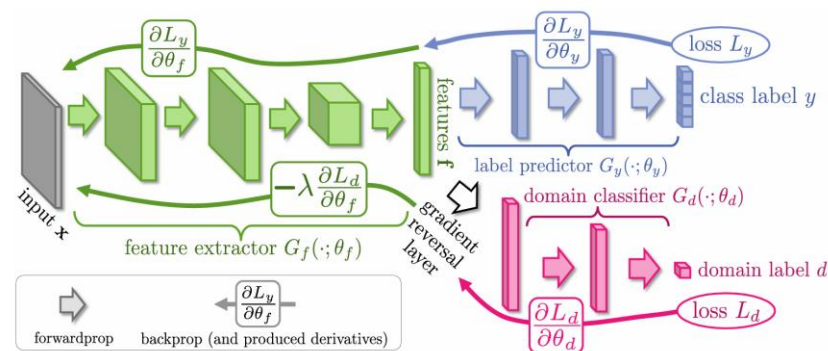 ∂L_y/∂θ_f
∂L_y/∂θ_y
loss L_y
features f
class label y
label predictor G_y(·;θ_y)
input x
−λ ∂L_d/∂θ_f
feature extractor G_f(·;θ_f)
gradient
reversal
layer
domain classifier G_d(·;θ_d)
domain label d
∂L_d/∂θ_d
loss L_d
forwardprop
∂L_y/∂θ_f
backprop (and produced derivatives)